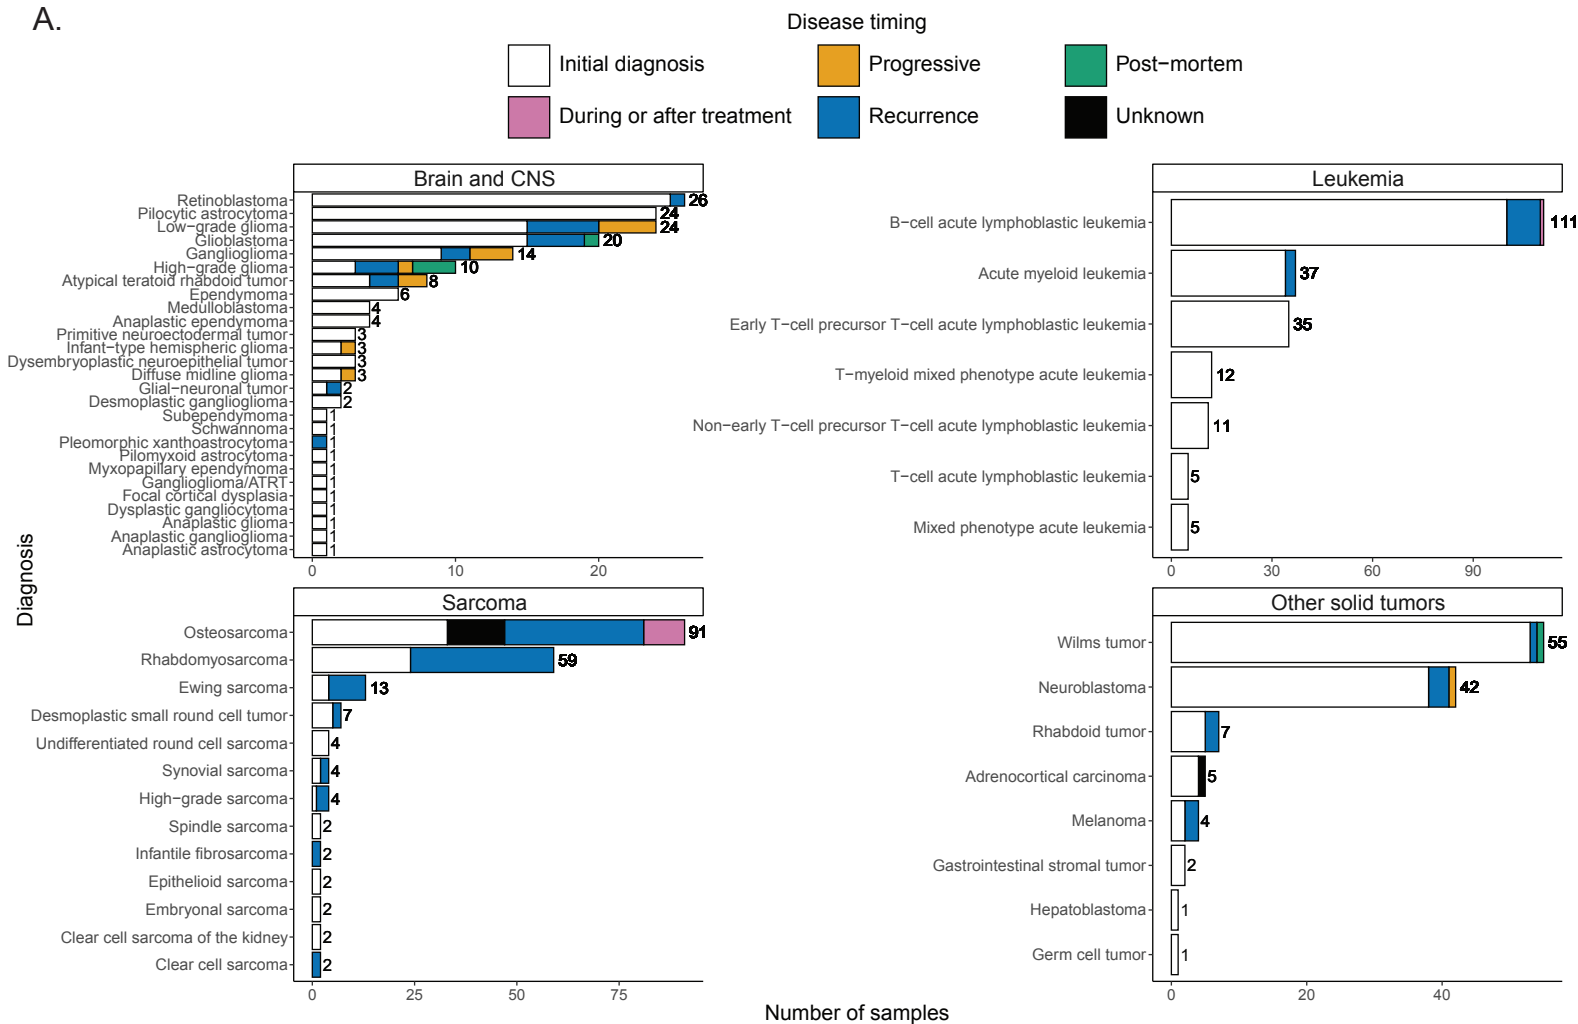 A.
Disease timing
Initial diagnosis
Progressive
Post−mortem
During or after treatment
Recurrence
Unknown
Brain and CNS
Retinoblastoma 26
Pilocytic astrocytoma 24
Low−grade glioma 24
Glioblastoma 20
Ganglioglioma 14
High−grade glioma 10
Atypical teratoid rhabdoid tumor 8
Ependymoma 6
Medulloblastoma 4
Anaplastic ependymoma 4
Primitive neuroectodermal tumor 3
Infant−type hemispheric glioma 3
Dysembryoplastic neuroepithelial tumor 3
Diffuse midline glioma 3
Glial−neuronal tumor 2
Desmoplastic ganglioglioma 2
Subependymoma 1
Schwannoma 1
Pleomorphic xanthoastrocytoma 1
Pilomyxoid astrocytoma 1
Myxopapillary ependymoma 1
Ganglioglioma/ATRT 1
Focal cortical dysplasia 1
Dysplastic gangliocytoma 1
Anaplastic glioma 1
Anaplastic ganglioglioma 1
Anaplastic astrocytoma 1
0 10 20
Leukemia
B−cell acute lymphoblastic leukemia 111
Acute myeloid leukemia 37
Early T−cell precursor T−cell acute lymphoblastic leukemia 35
T−myeloid mixed phenotype acute leukemia 12
Non−early T−cell precursor T−cell acute lymphoblastic leukemia 11
T−cell acute lymphoblastic leukemia 5
Mixed phenotype acute leukemia 5
0 30 60 90
Sarcoma
Osteosarcoma 91
Rhabdomyosarcoma 59
Ewing sarcoma 13
Desmoplastic small round cell tumor 7
Undifferentiated round cell sarcoma 4
Synovial sarcoma 4
High−grade sarcoma 4
Spindle sarcoma 2
Infantile fibrosarcoma 2
Epithelioid sarcoma 2
Embryonal sarcoma 2
Clear cell sarcoma of the kidney 2
Clear cell sarcoma 2
0 25 50 75
Other solid tumors
Wilms tumor 55
Neuroblastoma 42
Rhabdoid tumor 7
Adrenocortical carcinoma 5
Melanoma 4
Gastrointestinal stromal tumor 2
Hepatoblastoma 1
Germ cell tumor 1
0 20 40
Diagnosis
Number of samples